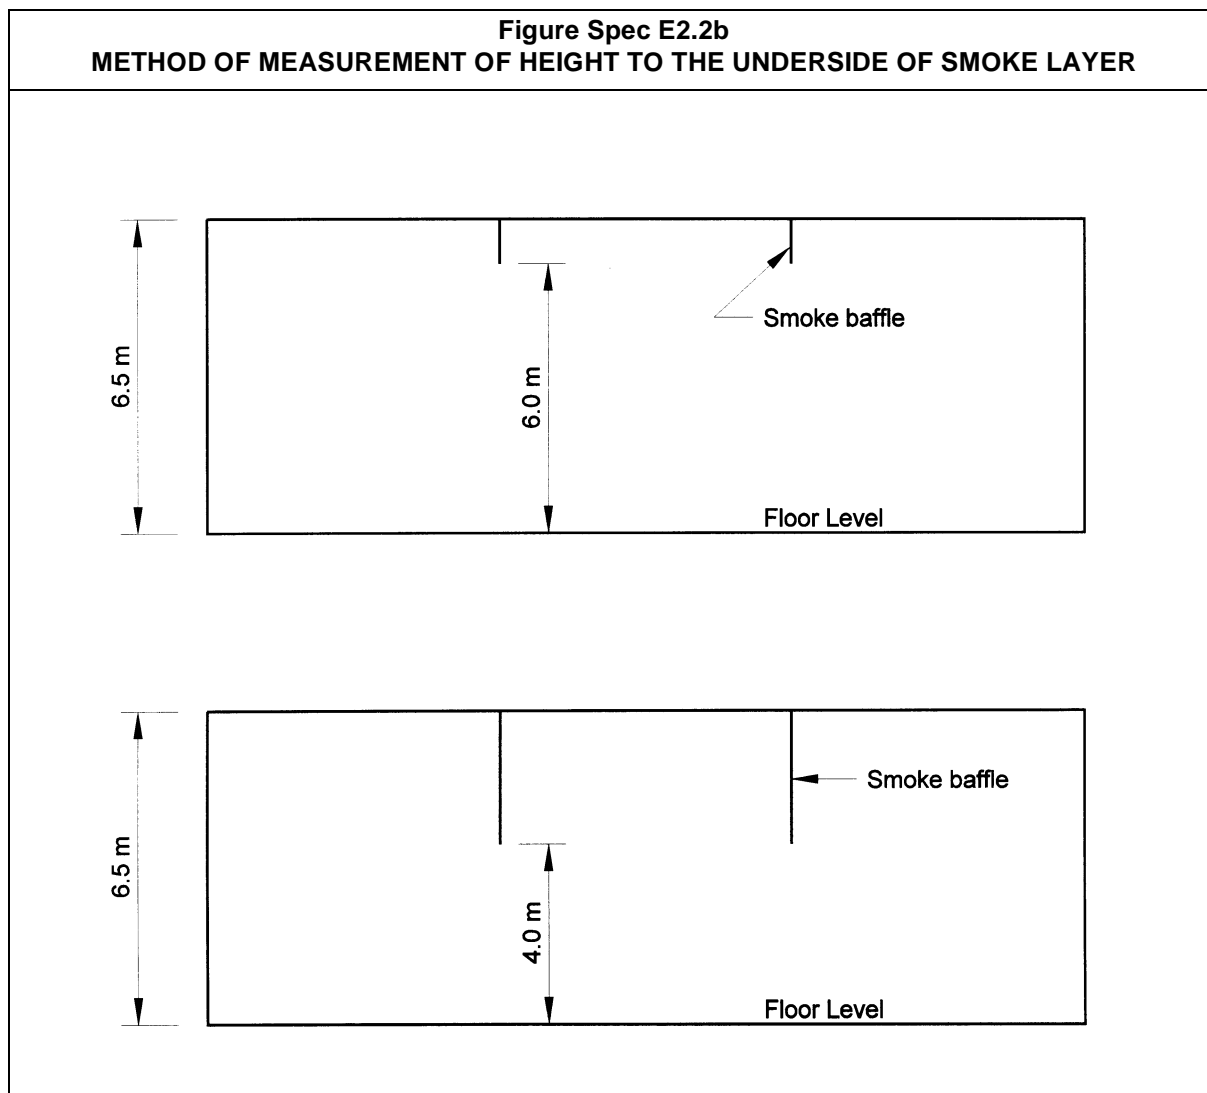 Figure Spec E2.2b
METHOD OF MEASUREMENT OF HEIGHT TO THE UNDERSIDE OF SMOKE LAYER
6.5 m
6.0 m
Smoke baffle
Floor Level
6.5 m
4.0 m
Smoke baffle
Floor Level